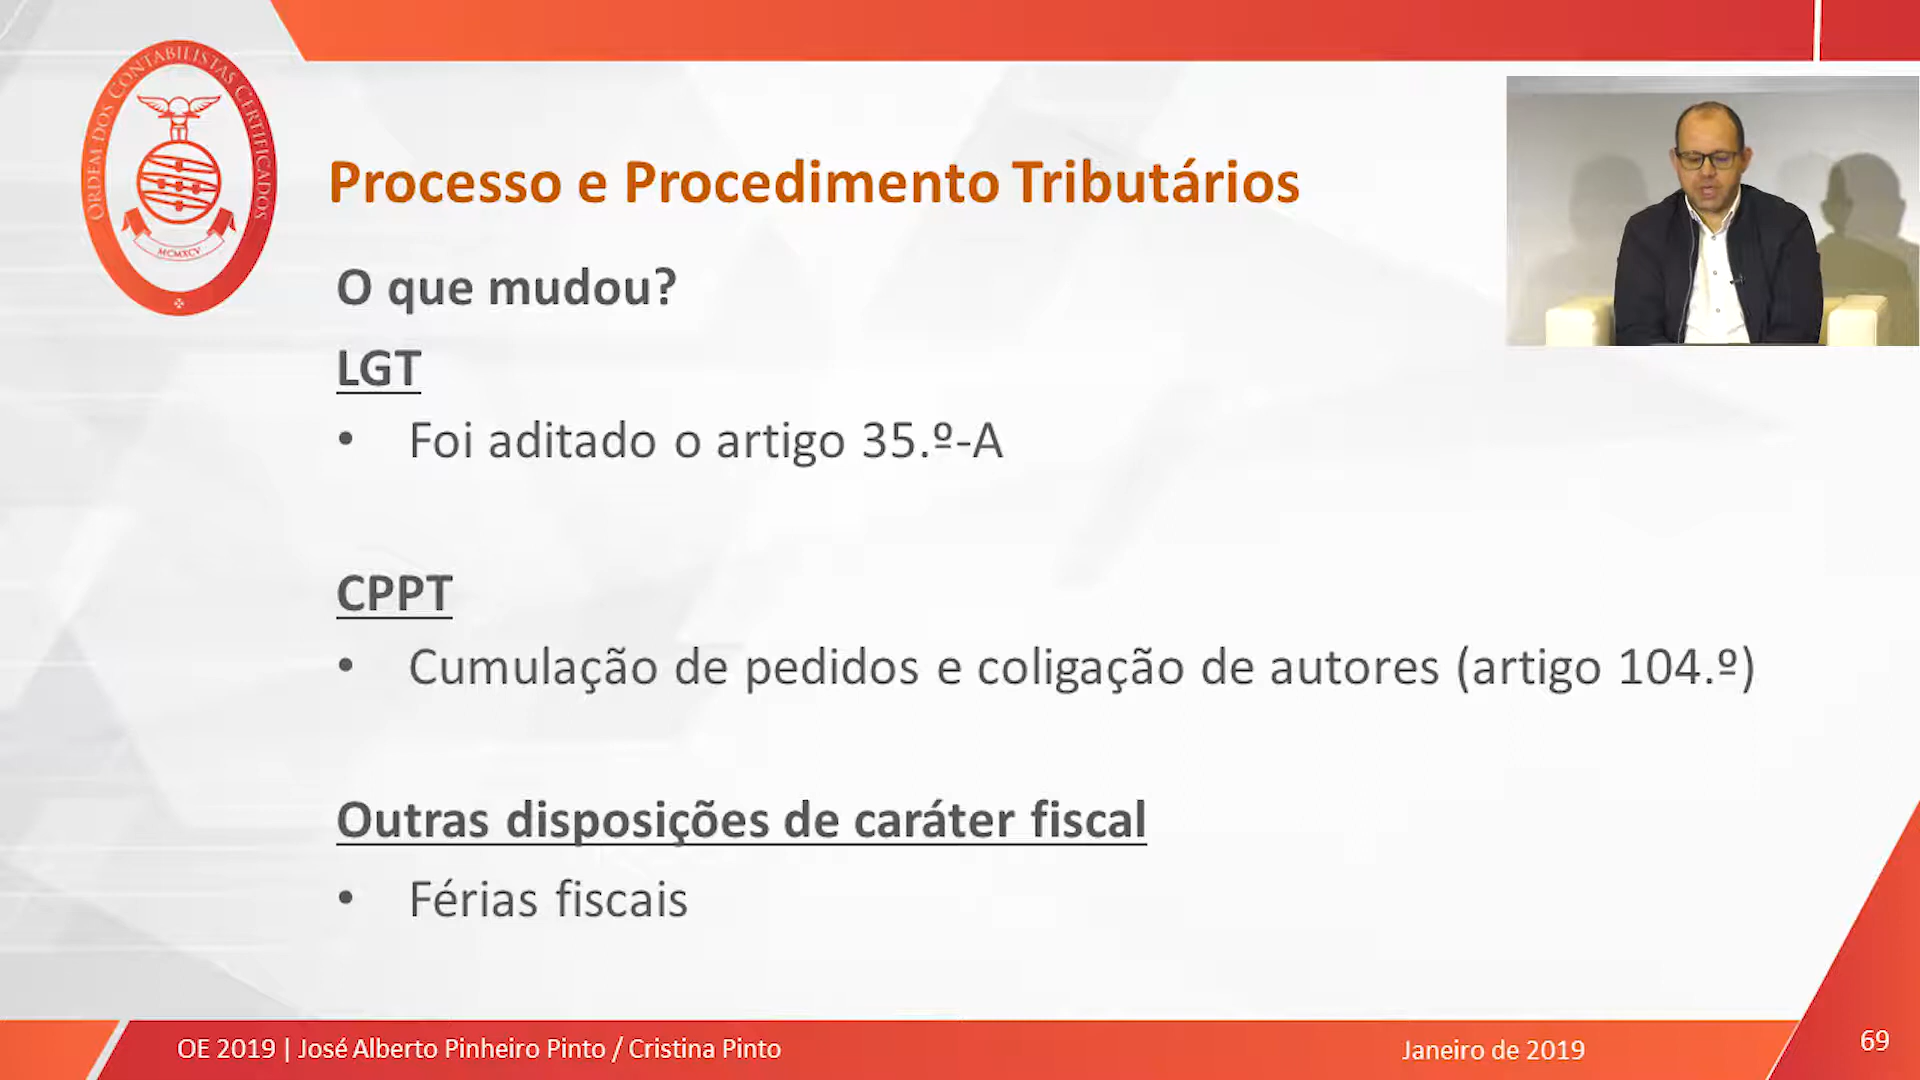 ORDEM DOS CONTABILISTAS CERTIFICADOS
MCMXCV
Processo e Procedimento Tributários
O que mudou?
LGT
• Foi aditado o artigo 35.º-A
CPPT
• Cumulação de pedidos e coligação de autores (artigo 104.º)
Outras disposições de caráter fiscal
• Férias fiscais
OE 2019 | José Alberto Pinheiro Pinto / Cristina Pinto
Janeiro de 2019
69